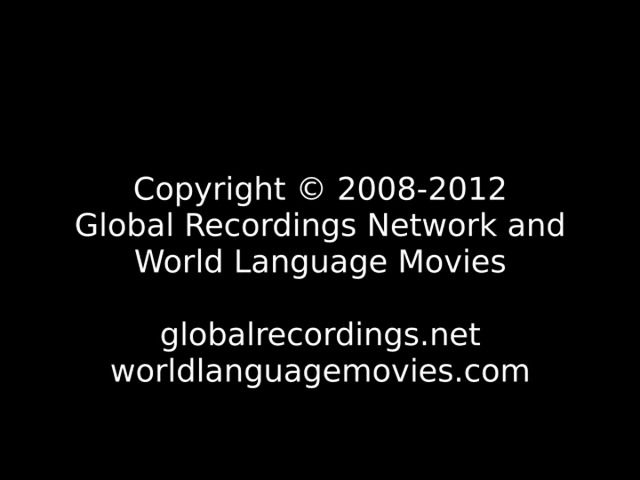 Copyright © 2008-2012
Global Recordings Network and
World Language Movies
globalrecordings.net
worldlanguagemovies.com